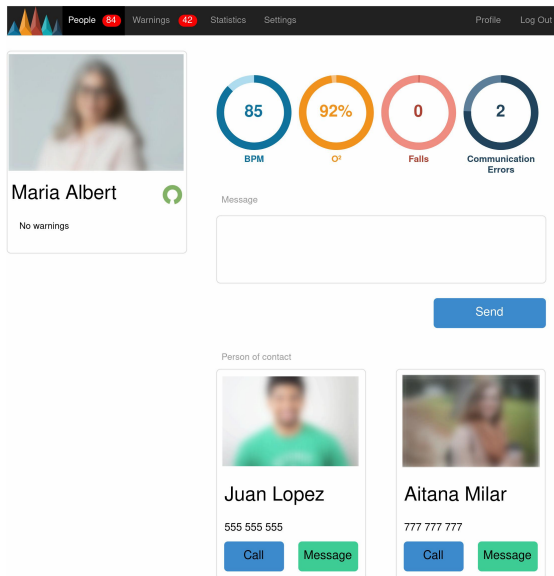 People 84 Warnings 42 Statistics Settings Profile Log Out
85 92% 0 2
BPM O² Falls Communication
Errors
Maria Albert
No warnings
Message
Send
Person of contact
Juan Lopez Aitana Milar
555 555 555 777 777 777
Call Message Call Message